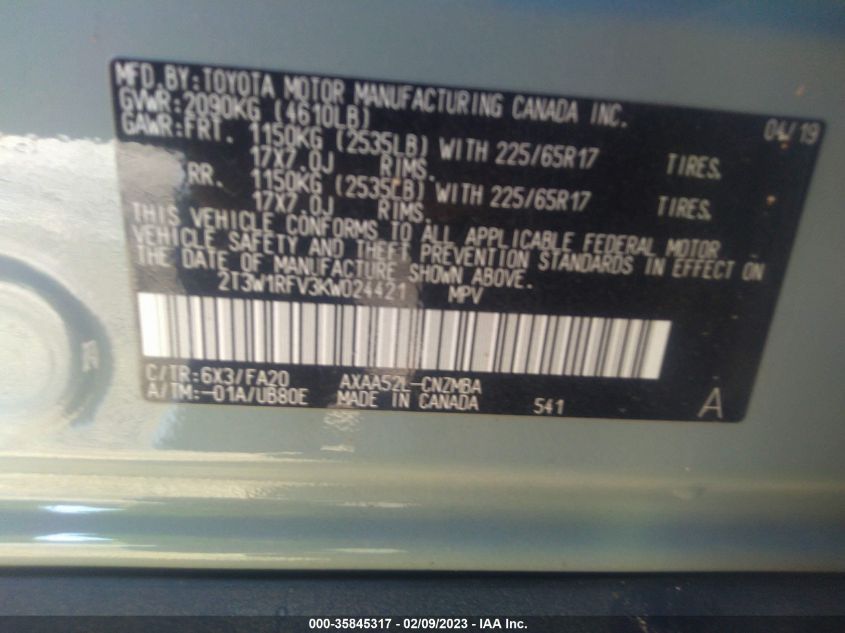 MFD. BY: TOYOTA MOTOR MANUFACTURING CANADA INC. 04/19
GVWR: 2090KG (4610LB)
GAWR: FRT. 1150KG (2535LB) WITH 225/65R17 TIRES.
17X7.0J RIMS.
RR. 1150KG (2535LB) WITH 225/65R17 TIRES.
17X7.0J RIMS.
THIS VEHICLE CONFORMS TO ALL APPLICABLE FEDERAL MOTOR
VEHICLE SAFETY AND THEFT PREVENTION STANDARDS IN EFFECT ON
THE DATE OF MANUFACTURE SHOWN ABOVE.
2T3W1RFV3KW024421 MPV
C/TR: 6X3/FA20 AXAA52L-CNZMBA
A/TM: -01A/UB80E MADE IN CANADA 541 A
000-35845317 - 02/09/2023 - IAA Inc.